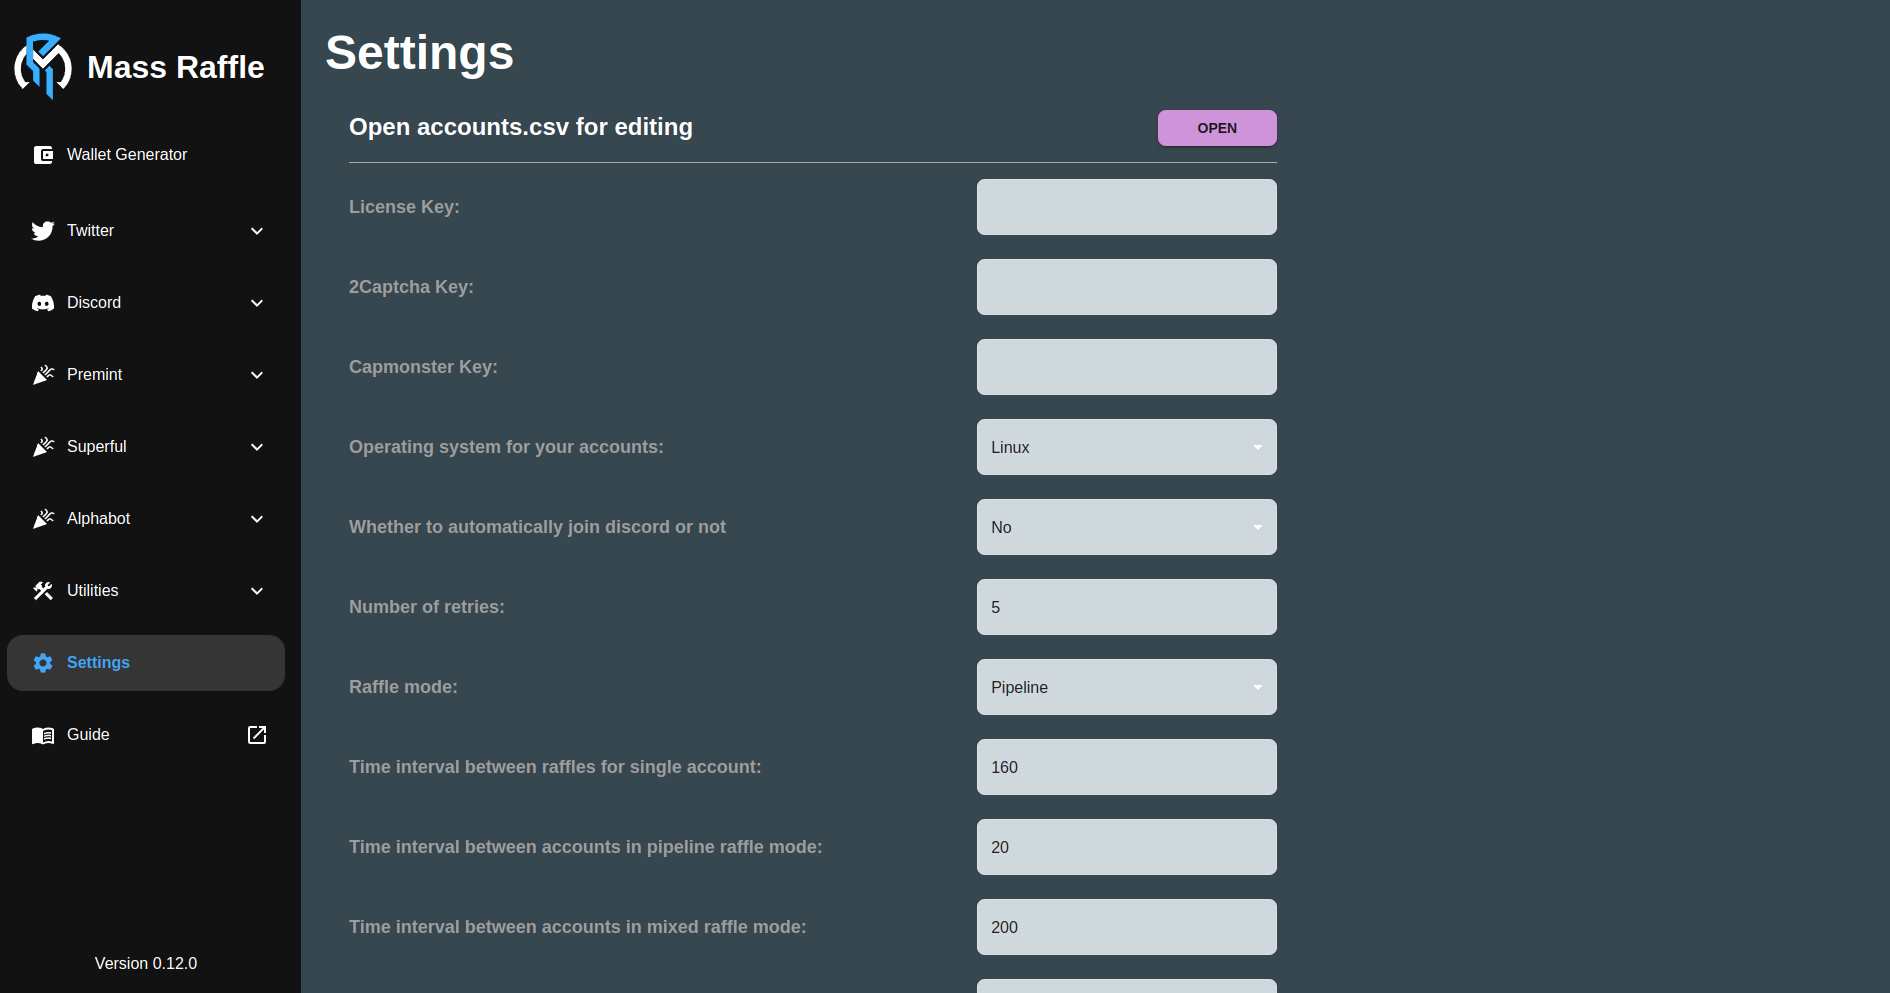 Mass Raffle
Wallet Generator
Twitter
Discord
Premint
Superful
Alphabot
Utilities
Settings
Guide
Version 0.12.0
Settings
Open accounts.csv for editing
OPEN
License Key:
2Captcha Key:
Capmonster Key:
Operating system for your accounts:
Linux
Whether to automatically join discord or not
No
Number of retries:
5
Raffle mode:
Pipeline
Time interval between raffles for single account:
160
Time interval between accounts in pipeline raffle mode:
20
Time interval between accounts in mixed raffle mode:
200